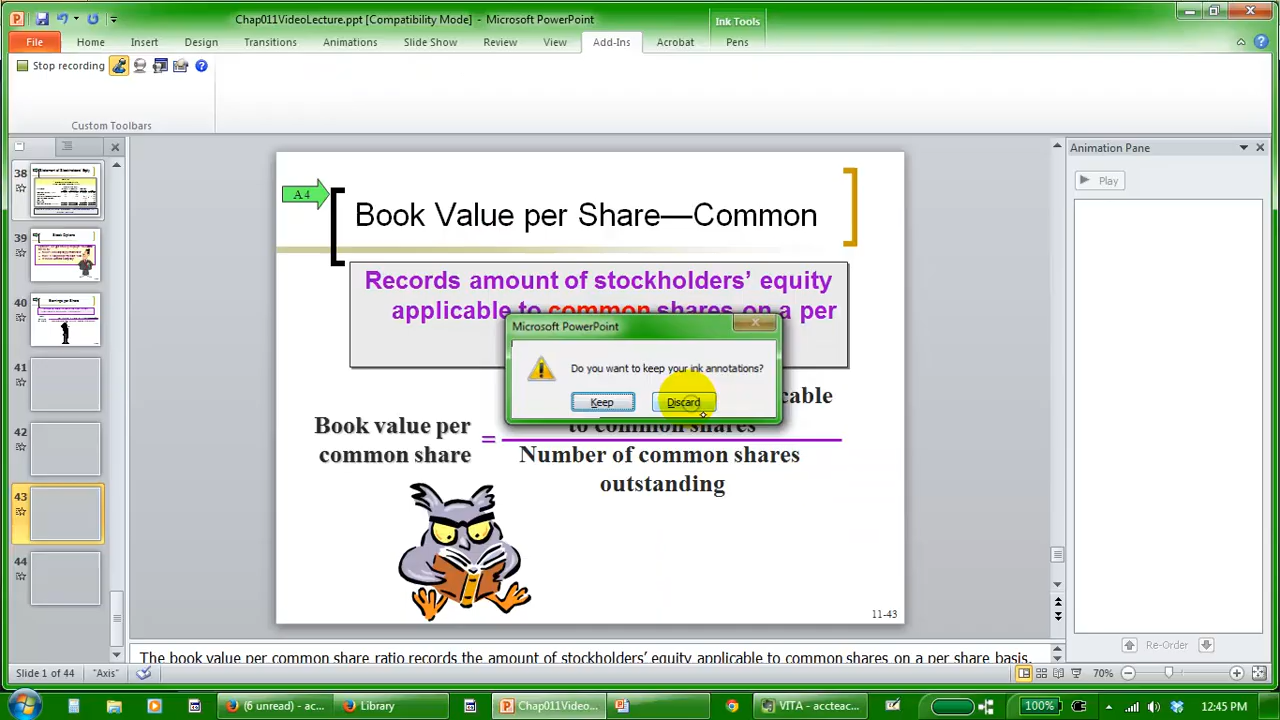 Chap011VideoLecture.ppt [Compatibility Mode] - Microsoft PowerPoint
Ink Tools
File Home Insert Design Transitions Animations Slide Show Review View Add-Ins Acrobat Pens
Stop recording
Custom Toolbars
38
39
40
41
42
43
44
A4
Book Value per Share—Common
Records amount of stockholders' equity
applicable to common shares on a per
Microsoft PowerPoint
Do you want to keep your ink annotations?
Keep Discard
to common shares
Book value per
common share
=
Number of common shares
outstanding
11-43
Animation Pane
Play
Re-Order
The book value per common share ratio records the amount of stockholders' equity applicable to common shares on a per share basis.
Slide 1 of 44 "Axis" 70%
(6 unread) - ac... Library Chap011Video... VITA - accteac... 100% 12:45 PM